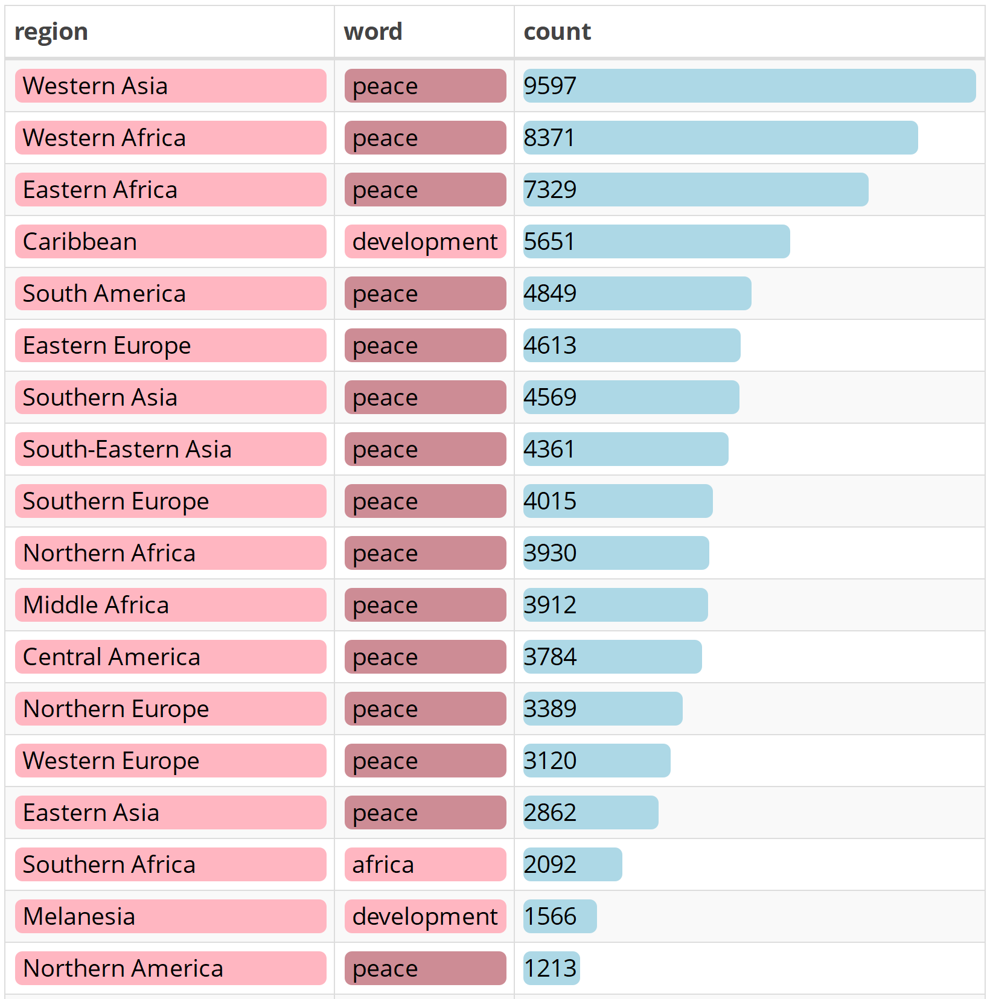 region word count
Western Asia peace 9597
Western Africa peace 8371
Eastern Africa peace 7329
Caribbean development 5651
South America peace 4849
Eastern Europe peace 4613
Southern Asia peace 4569
South-Eastern Asia peace 4361
Southern Europe peace 4015
Northern Africa peace 3930
Middle Africa peace 3912
Central America peace 3784
Northern Europe peace 3389
Western Europe peace 3120
Eastern Asia peace 2862
Southern Africa africa 2092
Melanesia development 1566
Northern America peace 1213